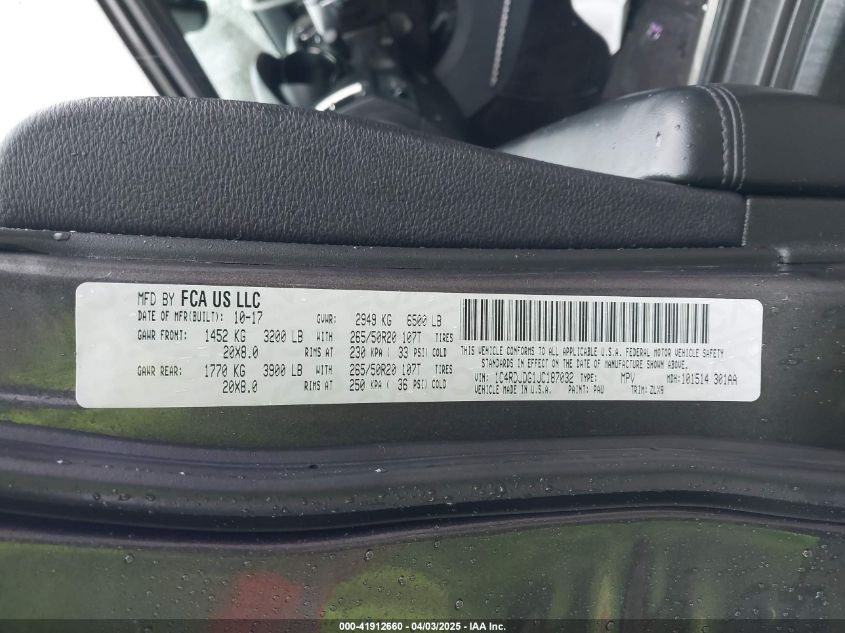 MFD BY FCA US LLC
DATE OF MFR(BUILT): 10-17 GVWR: 2949 KG 6500 LB
GAWR FRONT: 1452 KG 3200 LB WITH 265/50R20 107T TIRES
20X8.0 RIMS AT 230 KPA ( 33 PSI) COLD
GAWR REAR: 1770 KG 3900 LB WITH 265/50R20 107T TIRES
20X8.0 RIMS AT 250 KPA ( 36 PSI) COLD
THIS VEHICLE CONFORMS TO ALL APPLICABLE U.S.A. FEDERAL MOTOR VEHICLE SAFETY
STANDARDS IN EFFECT ON THE DATE OF MANUFACTURE SHOWN ABOVE.
VIN: 1C4RDJDG1JC187032 TYPE: MPV MDH: 101514 301AA
VEHICLE MADE IN U.S.A. PAINT: PAU TRIM: ZLX9
000-41912660 - 04/03/2025 - IAA Inc.